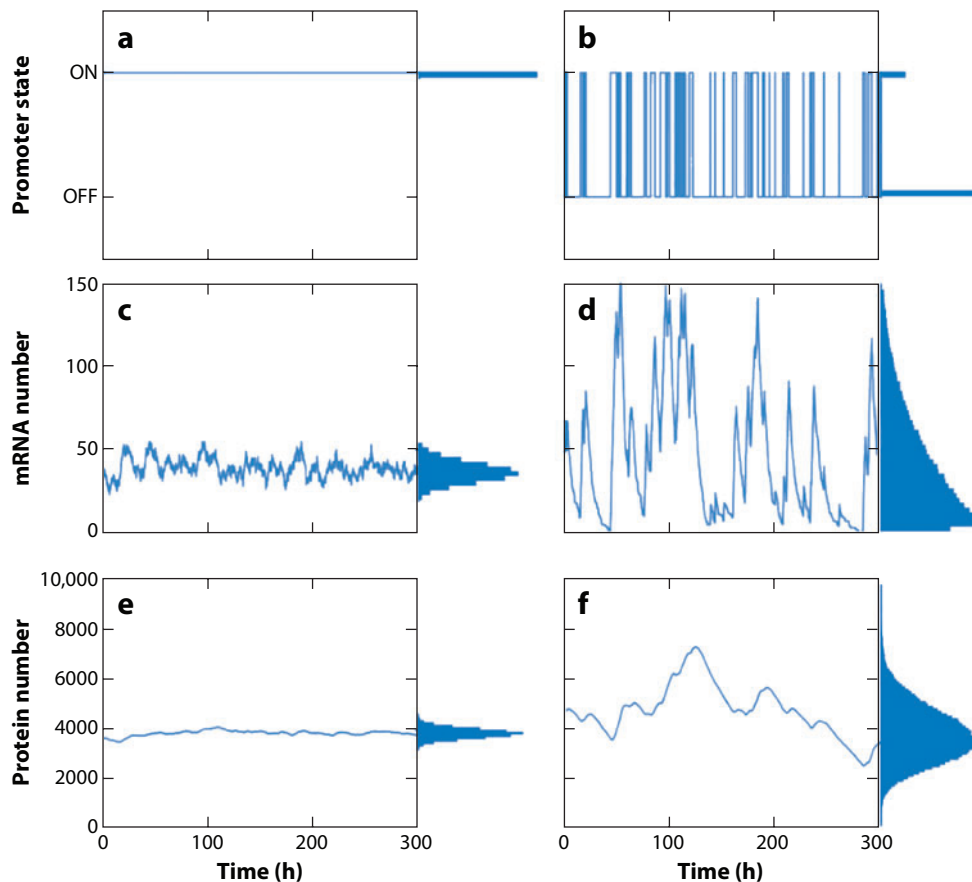 a
b
Promoter state
ON
OFF
c
d
mRNA number
150
100
50
0
e
f
Protein number
10,000
8000
6000
4000
2000
0
0
100
200
300
0
100
200
300
Time (h)
Time (h)